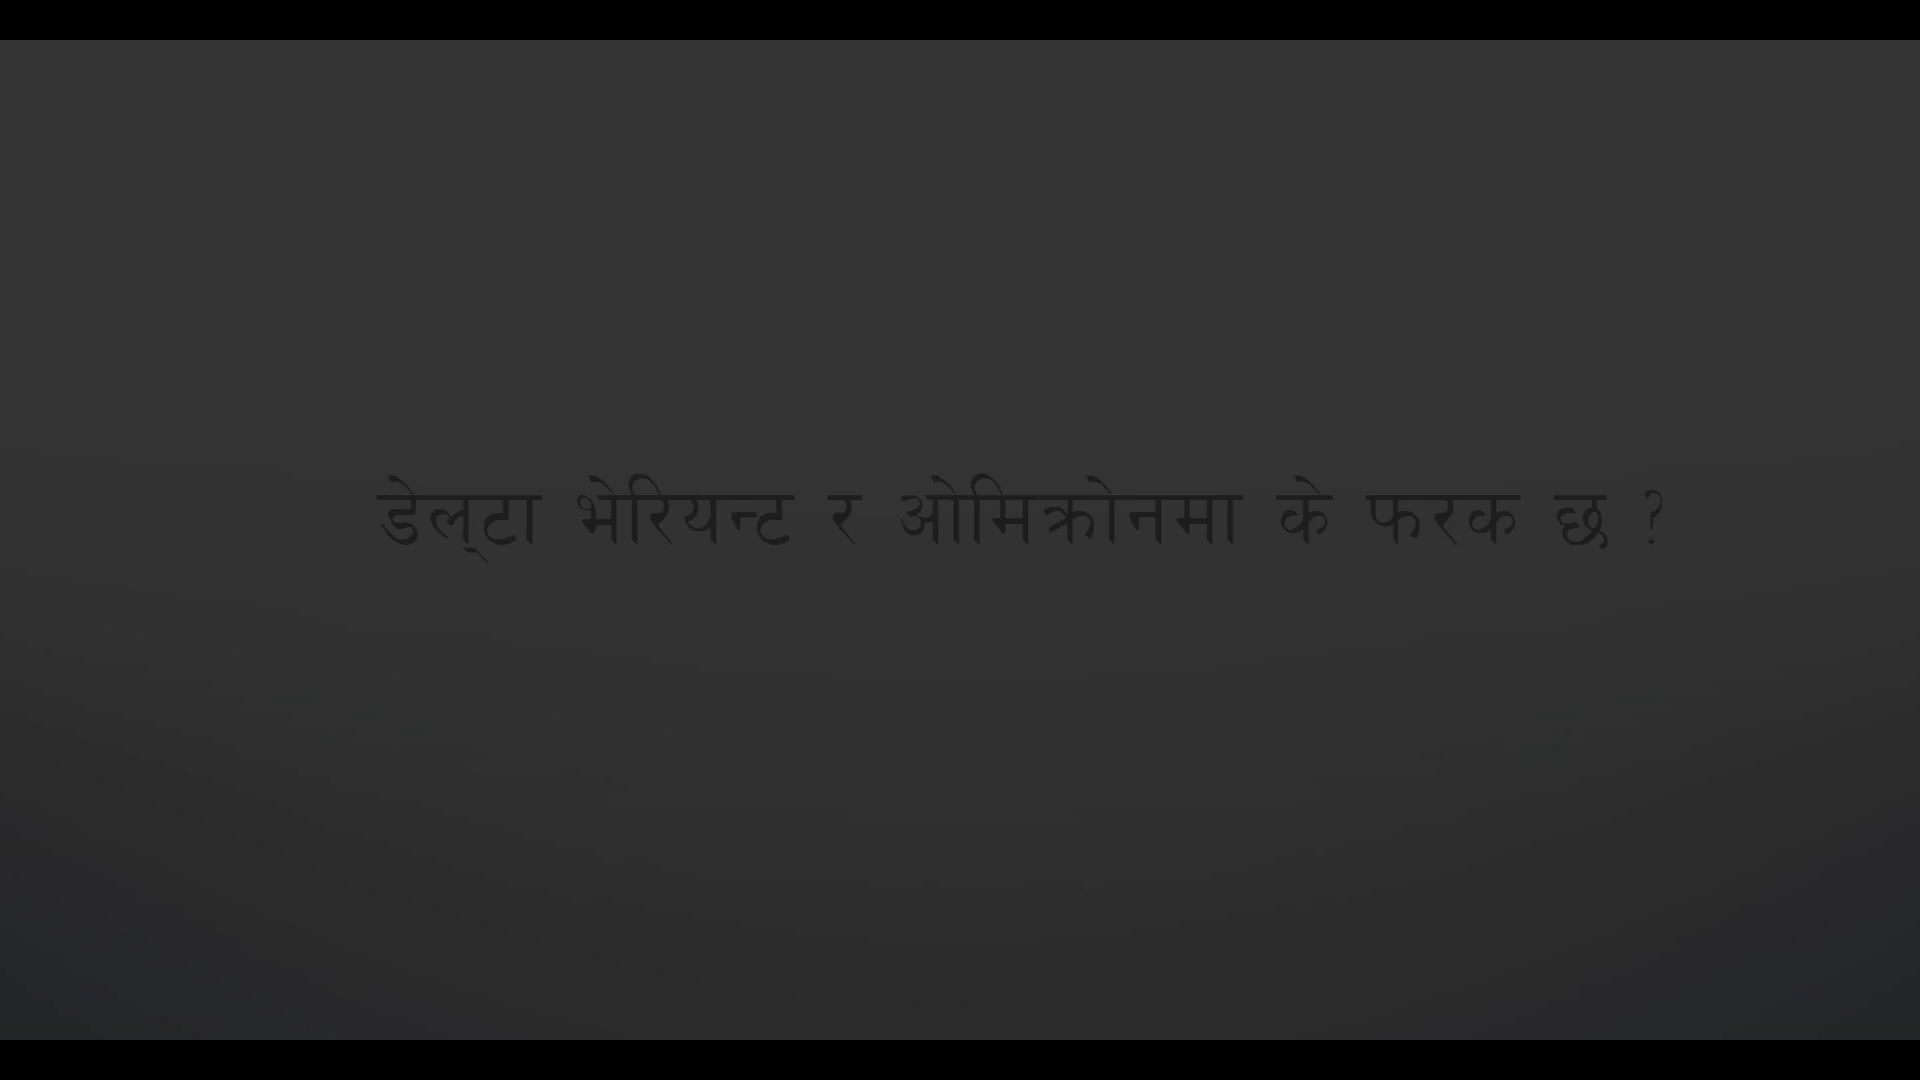 डेल्टा भेरियन्ट र ओमिक्रोनमा के फरक छ ?